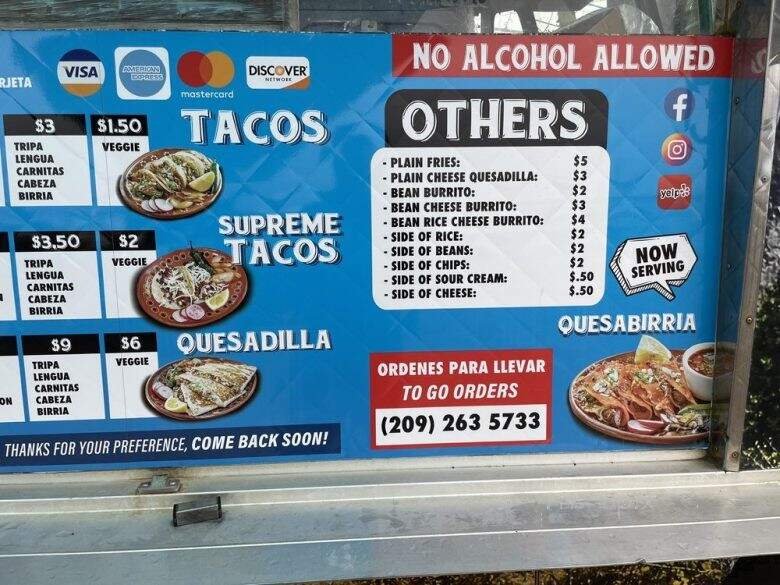 RJETA
VISA
AMERICAN EXPRESS
mastercard
DISCOVER
NETWORK
NO ALCOHOL ALLOWED
$3
TRIPA
LENGUA
CARNITAS
CABEZA
BIRRIA
$1.50
VEGGIE
TACOS
$3.50
TRIPA
LENGUA
CARNITAS
CABEZA
BIRRIA
$2
VEGGIE
SUPREME
TACOS
$9
TRIPA
LENGUA
CARNITAS
CABEZA
BIRRIA
ON
$6
VEGGIE
QUESADILLA
THANKS FOR YOUR PREFERENCE, COME BACK SOON!
OTHERS
- PLAIN FRIES: $5
- PLAIN CHEESE QUESADILLA: $3
- BEAN BURRITO: $2
- BEAN CHEESE BURRITO: $3
- BEAN RICE CHEESE BURRITO: $4
- SIDE OF RICE: $2
- SIDE OF BEANS: $2
- SIDE OF CHIPS: $2
- SIDE OF SOUR CREAM: $.50
- SIDE OF CHEESE: $.50
f
yelp
NOW
SERVING
QUESABIRRIA
ORDENES PARA LLEVAR
TO GO ORDERS
(209) 263 5733